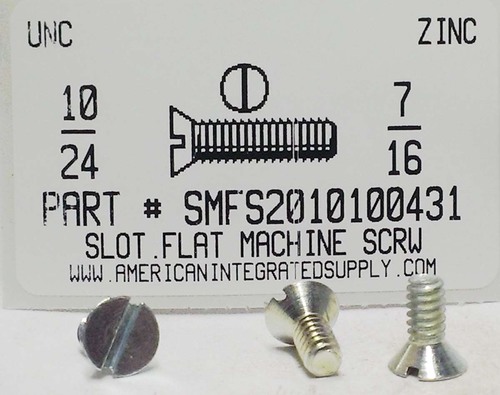 UNC ZINC
10
24
7
16
PART # SMFS2010100431
SLOT.FLAT MACHINE SCRW
WWW.AMERICANINTEGRATEDSUPPLY.COM